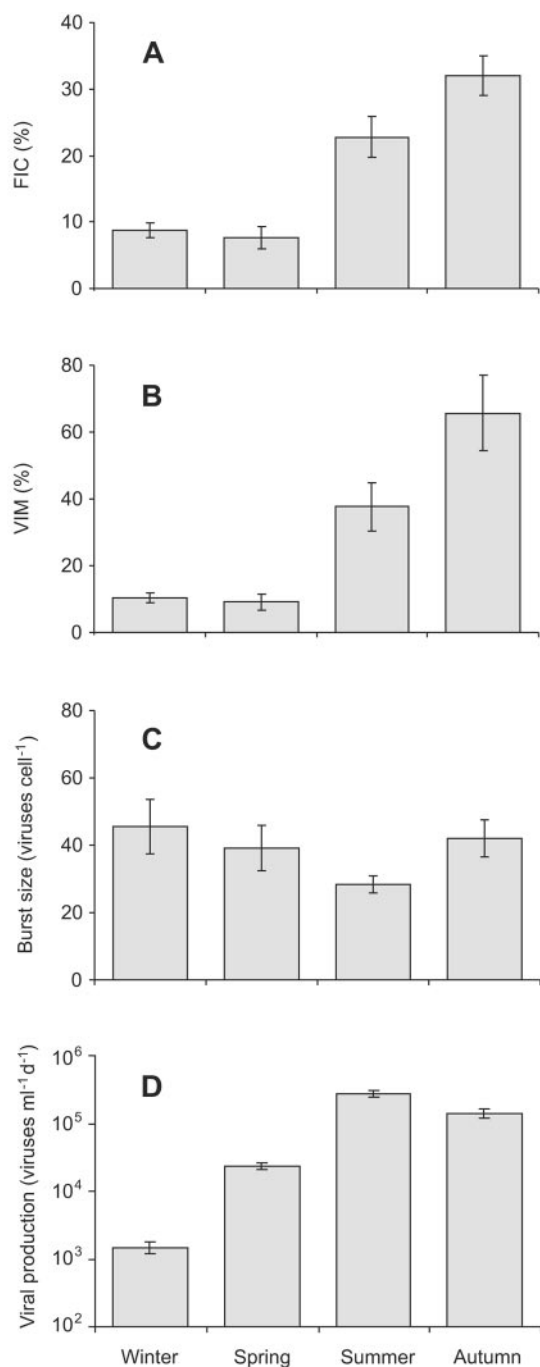 A
FIC (%)
40
30
20
10
0
B
VIM (%)
80
60
40
20
0
C
Burst size (viruses cell⁻¹)
80
60
40
20
0
D
Viral production (viruses ml⁻¹d⁻¹)
10⁶
10⁵
10⁴
10³
10²
Winter Spring Summer Autumn